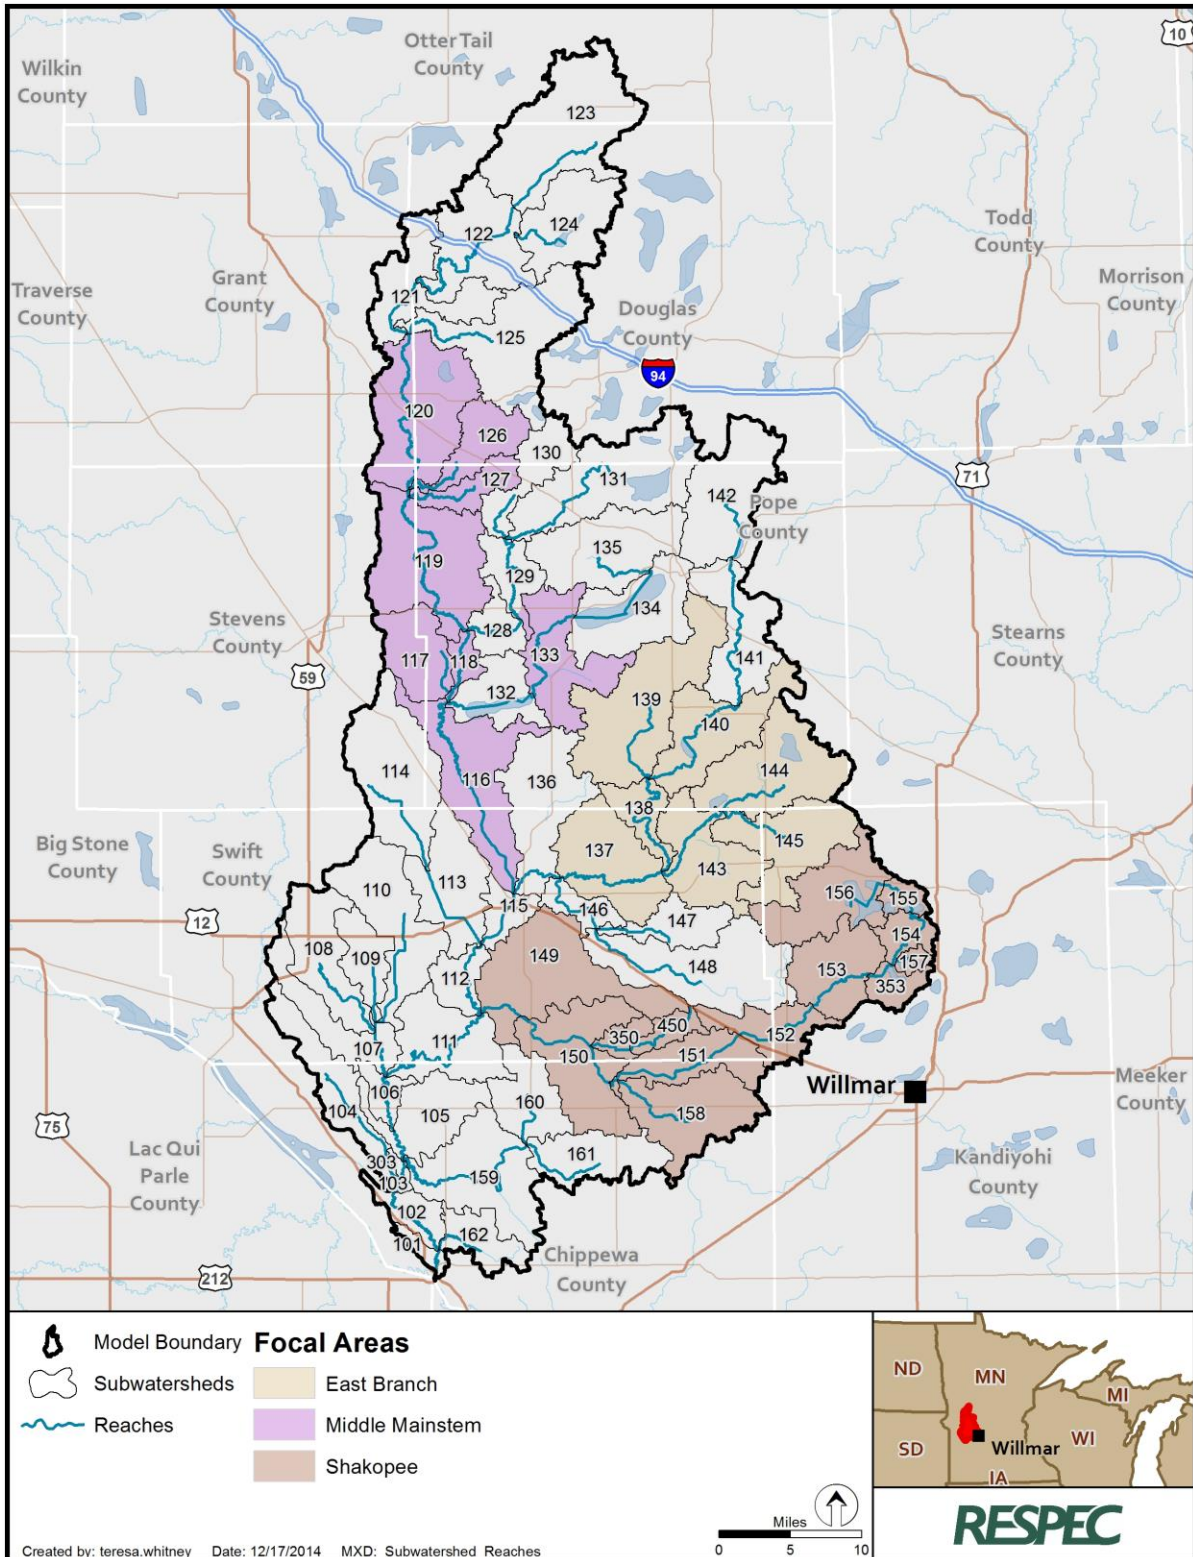 Otter Tail
County
10
Wilkin
County
123
122
124
Todd
County
Grant
County
Morrison
County
Traverse
County
121
Douglas
County
125
94
120
126
130
127
131
71
142
Pope
County
135
119
129
134
Stevens
County
128
Stearns
County
117
118
133
141
59
132
139
140
114
116
136
144
138
Big Stone
County
Swift
County
137
145
113
143
110
156
155
12
115
146
147
154
108
109
149
148
157
153
112
353
450
350
152
107
111
150
151
Willmar
Meeker
County
106
104
160
105
158
75
Lac Qui
Parle
County
303
161
Kandiyohi
County
103
159
102
162
101
Chippewa
County
212
Model Boundary
Subwatersheds
Reaches
Focal Areas
East Branch
Middle Mainstem
Shakopee
Miles
0 5 10
Created by: teresa.whitney Date: 12/17/2014 MXD: Subwatershed_Reaches
ND
MN
MI
SD
WI
Willmar
IA
RESPEC